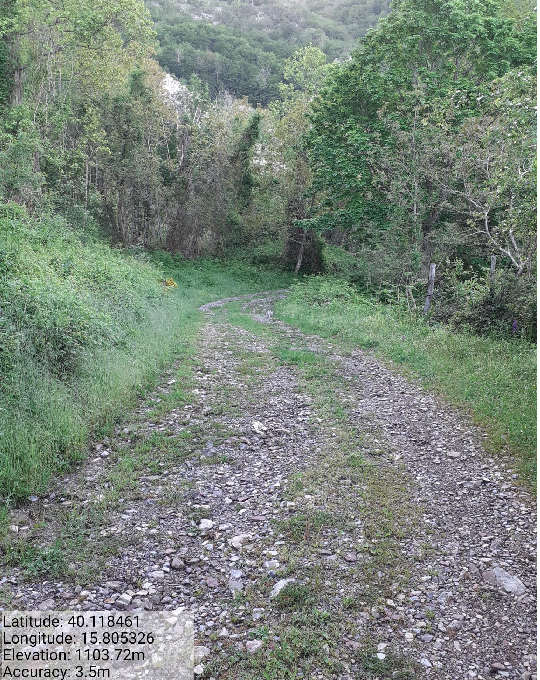 Latitude: 40.118461
Longitude: 15.805326
Elevation: 1103.72m
Accuracy: 3.5m